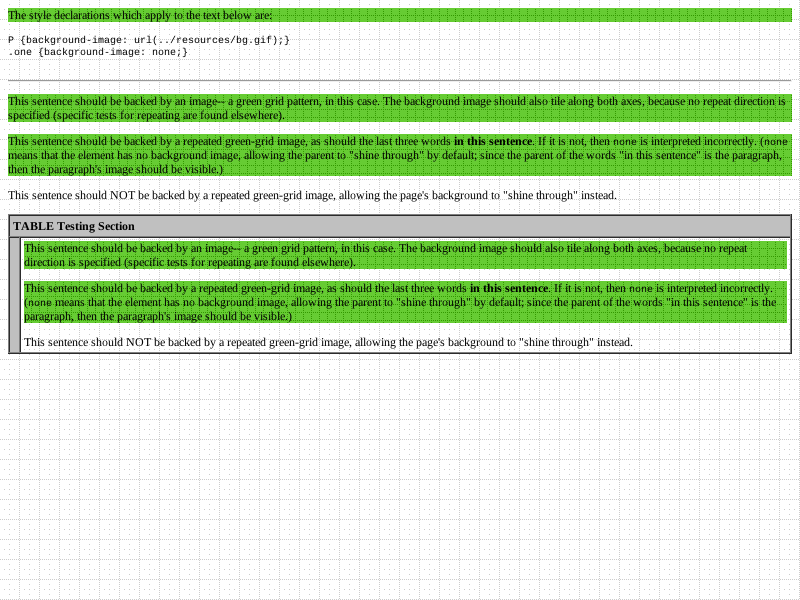 The style declarations which apply to the text below are:
P {background-image: url(../resources/bg.gif);}
.one {background-image: none;}
This sentence should be backed by an image-- a green grid pattern, in this case. The background image should also tile along both axes, because no repeat direction is
specified (specific tests for repeating are found elsewhere).
This sentence should be backed by a repeated green-grid image, as should the last three words in this sentence. If it is not, then none is interpreted incorrectly. (none
means that the element has no background image, allowing the parent to "shine through" by default; since the parent of the words "in this sentence" is the paragraph,
then the paragraph's image should be visible.)
This sentence should NOT be backed by a repeated green-grid image, allowing the page's background to "shine through" instead.
TABLE Testing Section
This sentence should be backed by an image-- a green grid pattern, in this case. The background image should also tile along both axes, because no repeat
direction is specified (specific tests for repeating are found elsewhere).
This sentence should be backed by a repeated green-grid image, as should the last three words in this sentence. If it is not, then none is interpreted incorrectly.
(none means that the element has no background image, allowing the parent to "shine through" by default; since the parent of the words "in this sentence" is the
paragraph, then the paragraph's image should be visible.)
This sentence should NOT be backed by a repeated green-grid image, allowing the page's background to "shine through" instead.